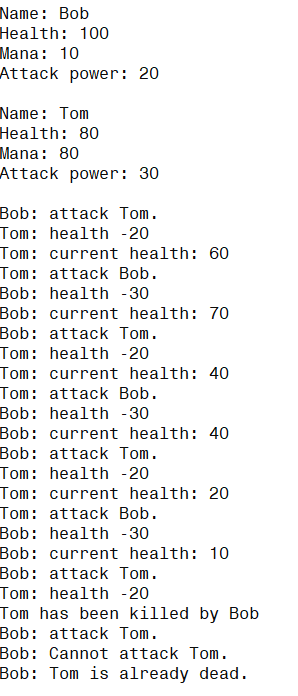 Name: Bob
Health: 100
Mana: 10
Attack power: 20
Name: Tom
Health: 80
Mana: 80
Attack power: 30
Bob: attack Tom.
Tom: health -20
Tom: current health: 60
Tom: attack Bob.
Bob: health -30
Bob: current health: 70
Bob: attack Tom.
Tom: health -20
Tom: current health: 40
Tom: attack Bob.
Bob: health -30
Bob: current health: 40
Bob: attack Tom.
Tom: health -20
Tom: current health: 20
Tom: attack Bob.
Bob: health -30
Bob: current health: 10
Bob: attack Tom.
Tom: health -20
Tom has been killed by Bob
Bob: attack Tom.
Bob: Cannot attack Tom.
Bob: Tom is already dead.